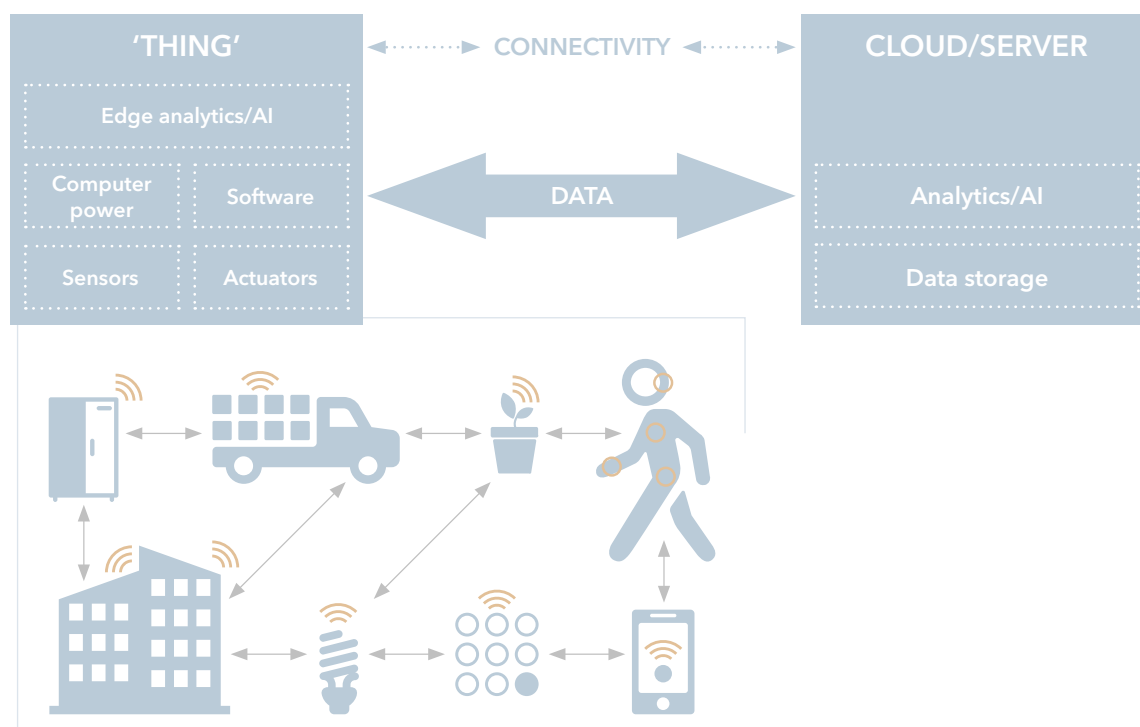 ‘THING’
CONNECTIVITY
CLOUD/SERVER
Edge analytics/AI
Computer
power
Software
Sensors
Actuators
DATA
Analytics/AI
Data storage